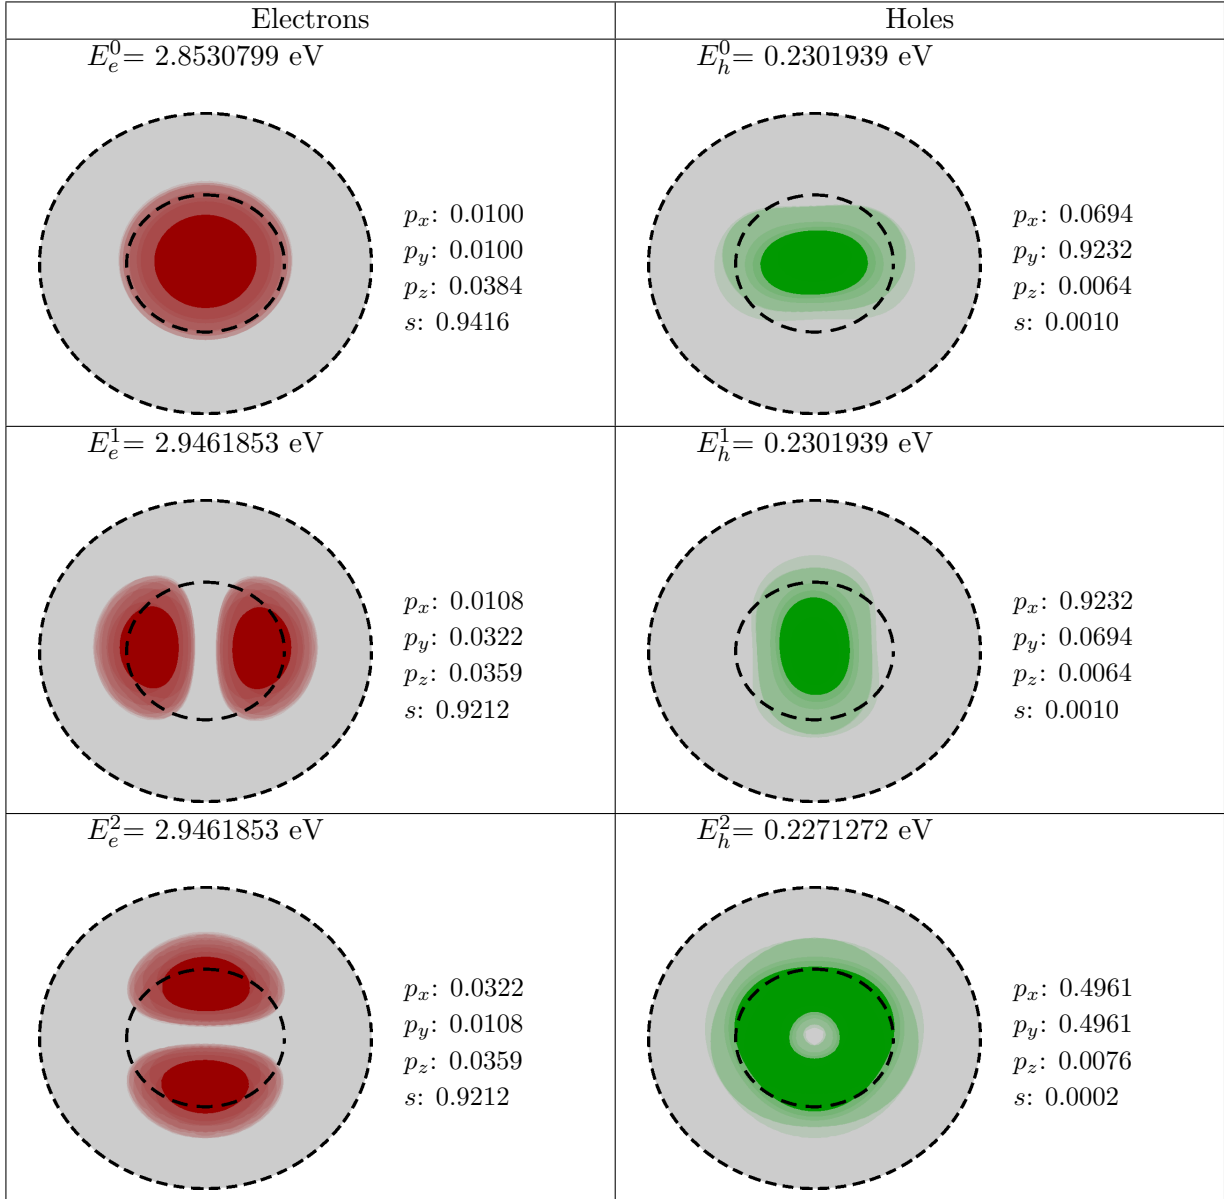 Electrons
Holes
E_e^0= 2.8530799 eV
p_x: 0.0100
p_y: 0.0100
p_z: 0.0384
s: 0.9416
E_h^0= 0.2301939 eV
p_x: 0.0694
p_y: 0.9232
p_z: 0.0064
s: 0.0010
E_e^1= 2.9461853 eV
p_x: 0.0108
p_y: 0.0322
p_z: 0.0359
s: 0.9212
E_h^1= 0.2301939 eV
p_x: 0.9232
p_y: 0.0694
p_z: 0.0064
s: 0.0010
E_e^2= 2.9461853 eV
p_x: 0.0322
p_y: 0.0108
p_z: 0.0359
s: 0.9212
E_h^2= 0.2271272 eV
p_x: 0.4961
p_y: 0.4961
p_z: 0.0076
s: 0.0002